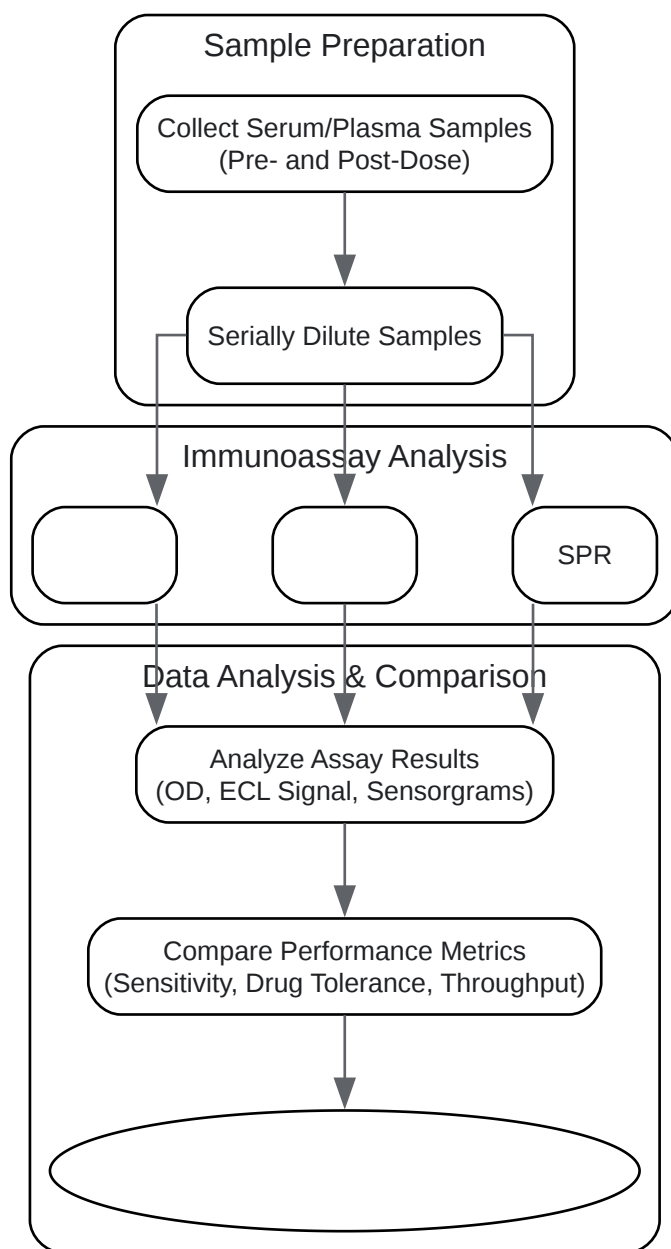 Sample Preparation
Collect Serum/Plasma Samples
(Pre- and Post-Dose)
Serially Dilute Samples
Immunoassay Analysis
SPR
Data Analysis & Comparison
Analyze Assay Results
(OD, ECL Signal, Sensorgrams)
Compare Performance Metrics
(Sensitivity, Drug Tolerance, Throughput)